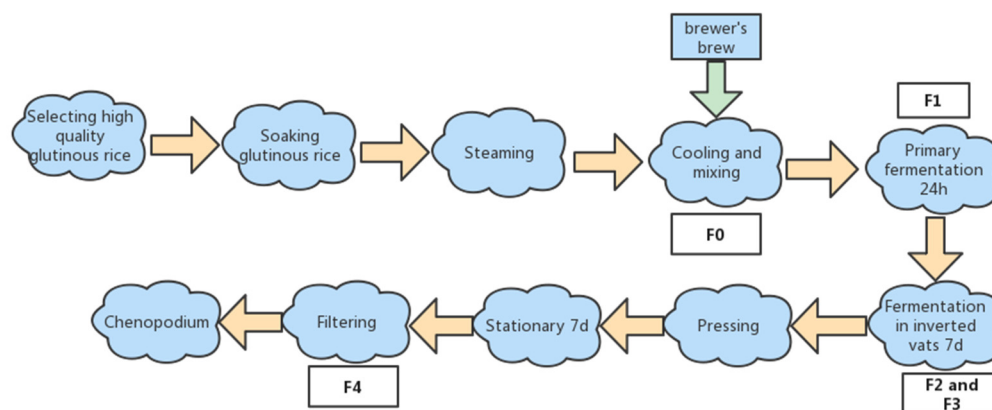 brewer's
brew
F1
Selecting high
quality
glutinous rice
Soaking
glutinous rice
Steaming
Cooling and
mixing
Primary
fermentation
24h
F0
Chenopodium
Filtering
Stationary 7d
Pressing
Fermentation
in inverted
vats 7d
F4
F2 and
F3